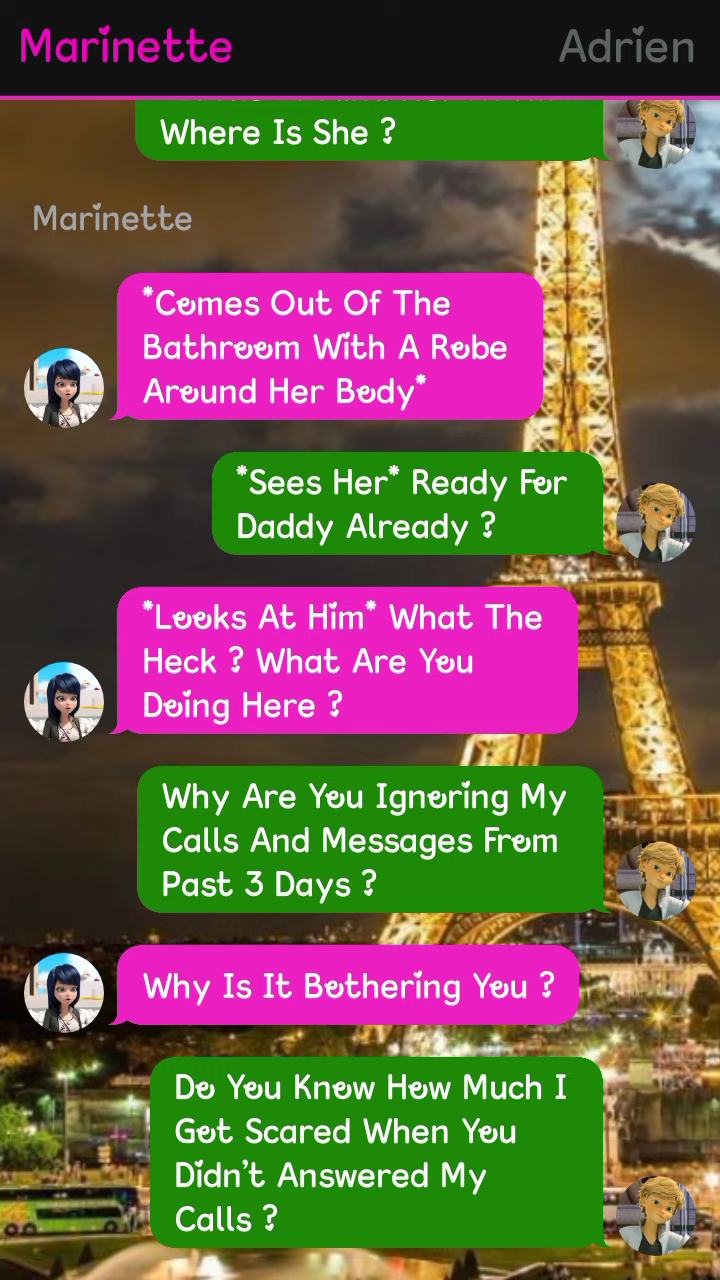 Marinette
Adrien
Where Is She ?
Marinette
*Comes Out Of The
Bathroom With A Robe
Around Her Body*
*Sees Her* Ready For
Daddy Already ?
*Looks At Him* What The
Heck ? What Are You
Doing Here ?
Why Are You Ignoring My
Calls And Messages From
Past 3 Days ?
Why Is It Bothering You ?
Do You Know How Much I
Got Scared When You
Didn't Answered My
Calls ?